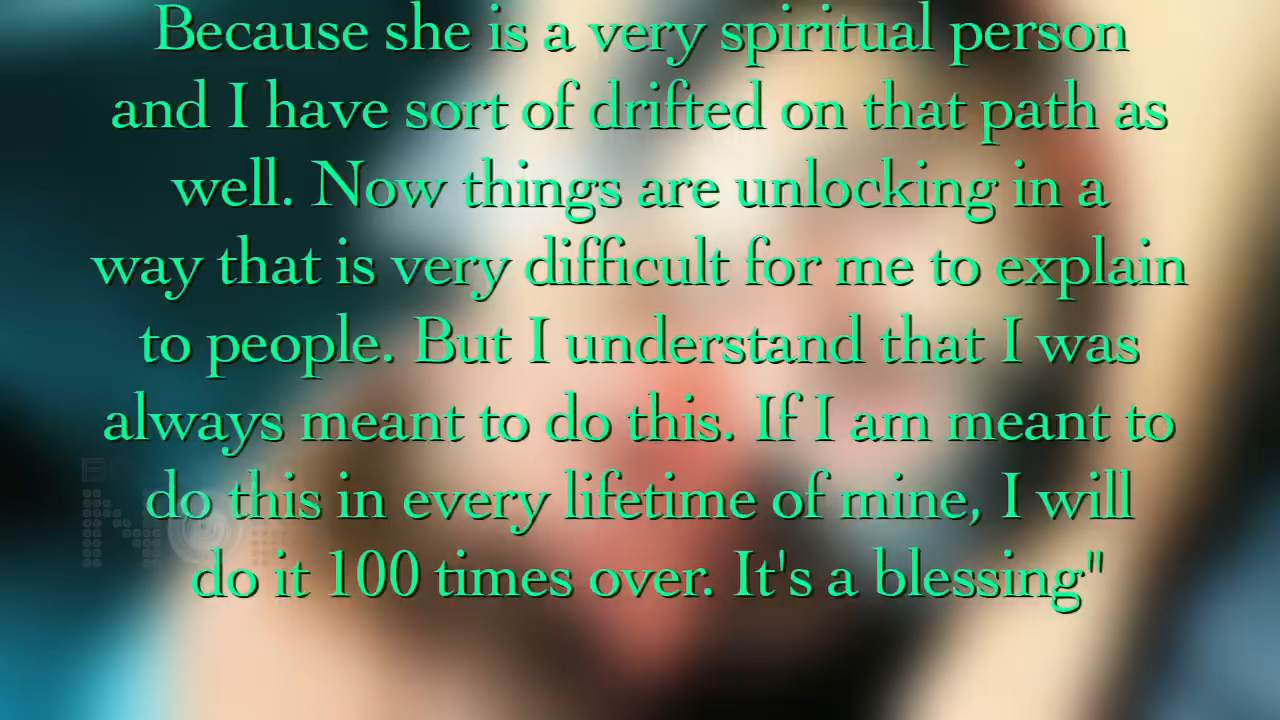 Because she is a very spiritual person
and I have sort of drifted on that path as
well. Now things are unlocking in a
way that is very difficult for me to explain
to people. But I understand that I was
always meant to do this. If I am meant to
do this in every lifetime of mine, I will
do it 100 times over. It's a blessing"